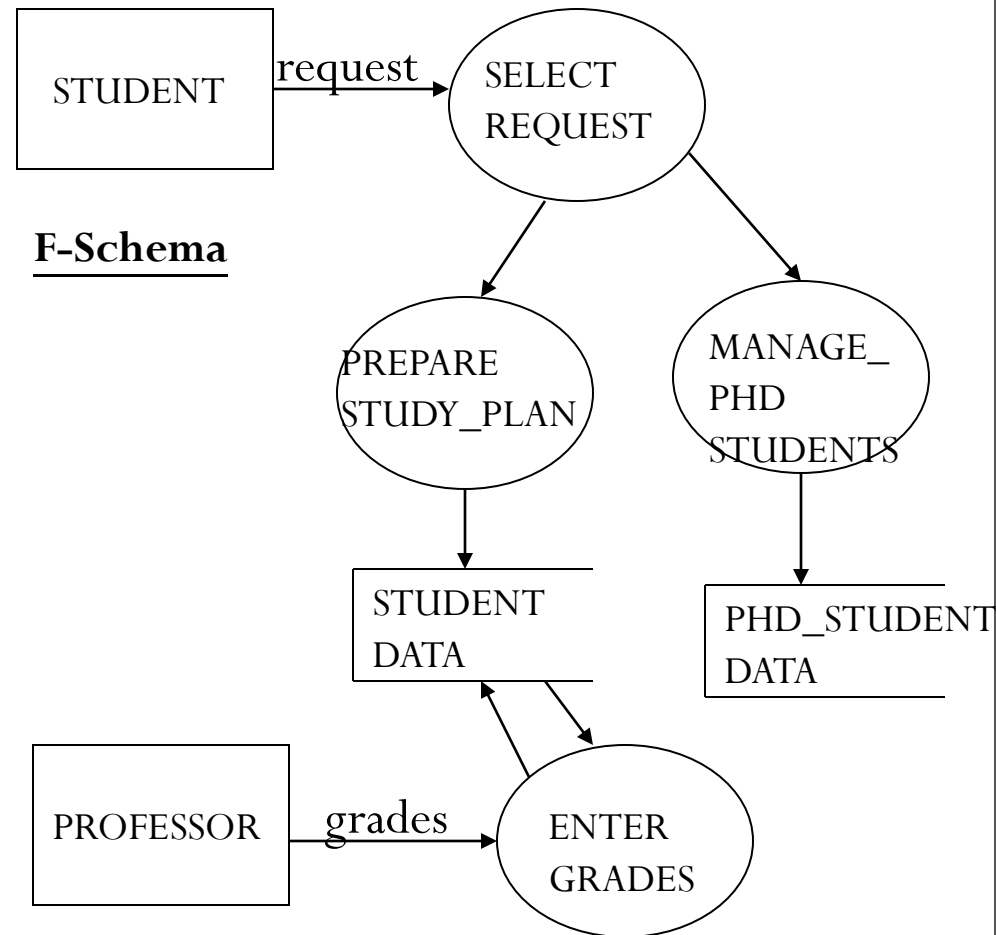 STUDENT
request
SELECT
REQUEST
F-Schema
PREPARE
STUDY_PLAN
MANAGE_
PHD
STUDENTS
STUDENT
DATA
PHD_STUDENT
DATA
PROFESSOR
grades
ENTER
GRADES